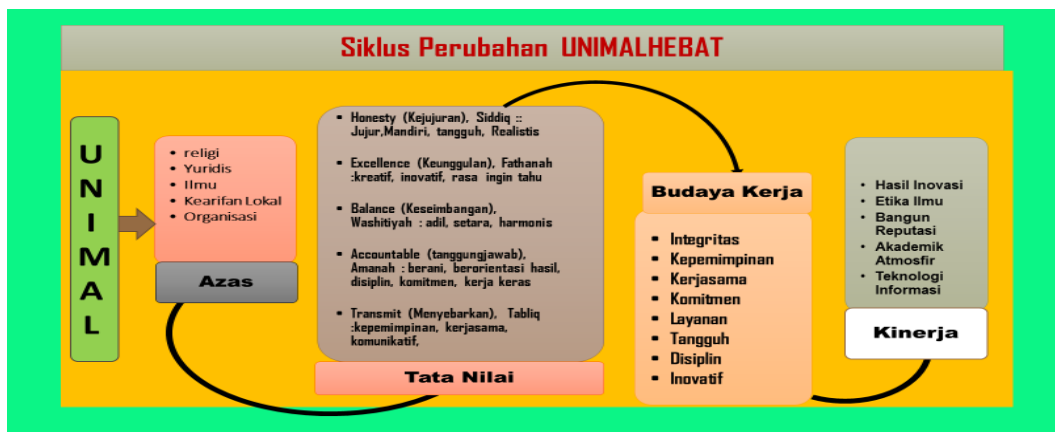 Siklus Perubahan UNIMALHEBAT
UNIMAL
• religi
• Yuridis
• Ilmu
• Kearifan Lokal
• Organisasi
Azas
• Honesty (Kejujuran), Siddiq ::
Jujur,Mandiri, tangguh, Realistis
• Excellence (Keunggulan), Fathanah
:kreatif, inovatif, rasa ingin tahu
• Balance (Keseimbangan),
Washitiyah : adil, setara, harmonis
• Accountable (tanggungjawab),
Amanah : berani, berorientasi hasil,
disiplin, komitmen, kerja keras
• Transmit (Menyebarkan), Tabliq
:kepemimpinan, kerjasama,
komunikatif,
Tata Nilai
Budaya Kerja
• Integritas
• Kepemimpinan
• Kerjasama
• Komitmen
• Layanan
• Tangguh
• Disiplin
• Inovatif
• Hasil Inovasi
• Etika Ilmu
• Bangun
Reputasi
• Akademik
Atmosfir
• Teknologi
Informasi
Kinerja